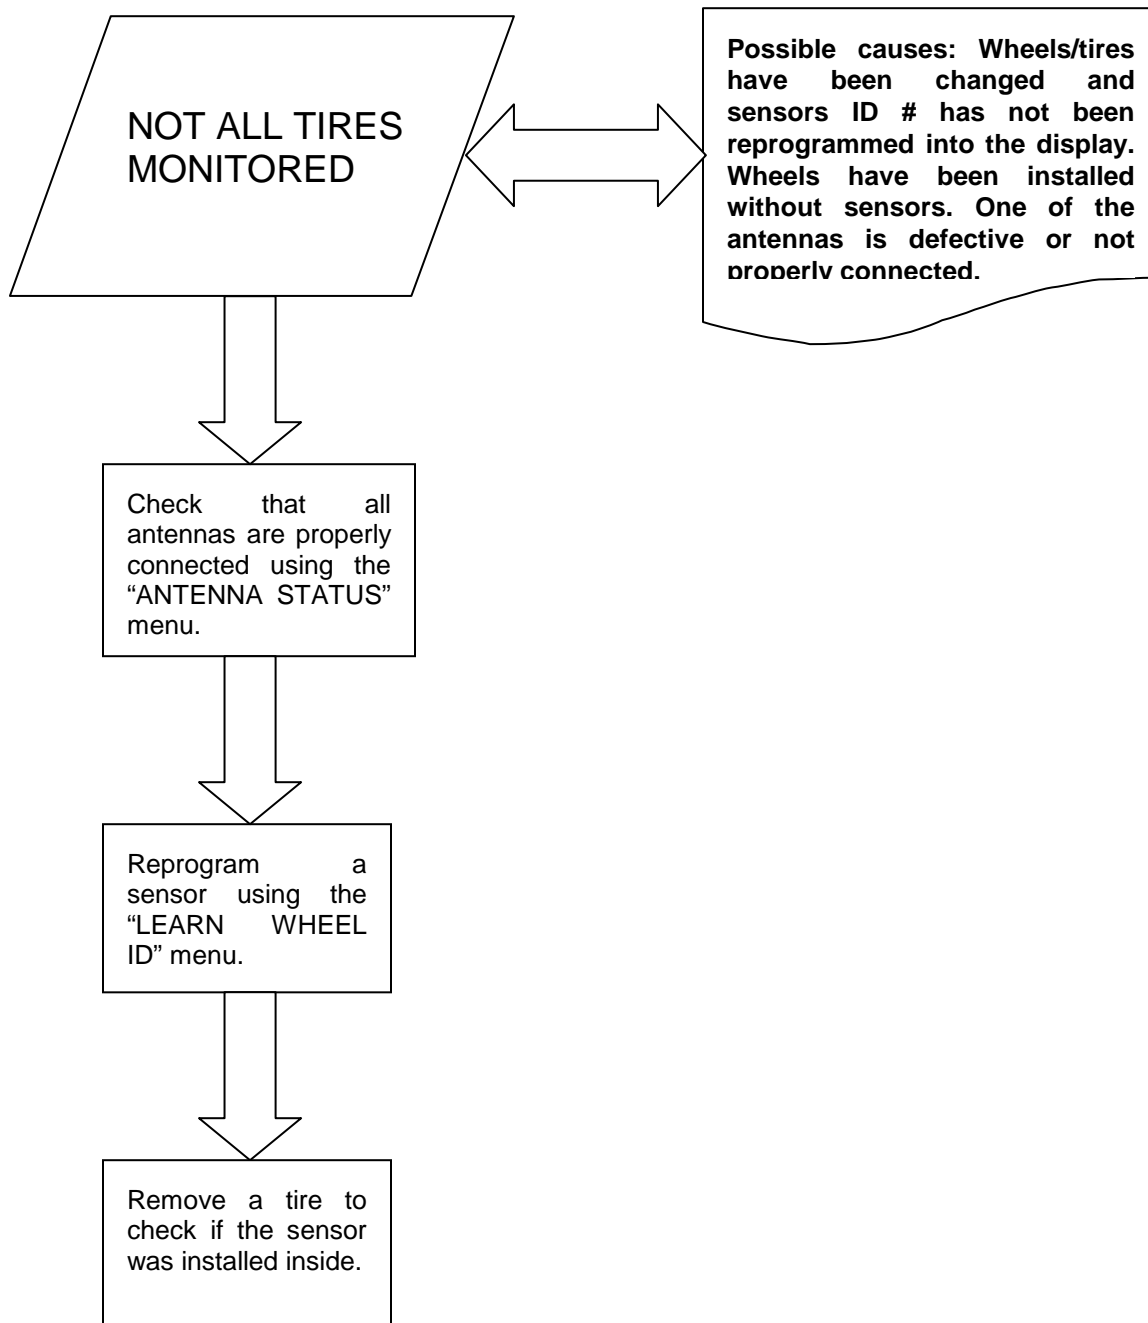 NOT ALL TIRES
MONITORED
Possible causes: Wheels/tires
have been changed and
sensors ID # has not been
reprogrammed into the display.
Wheels have been installed
without sensors. One of the
antennas is defective or not
properly connected.
Check that all
antennas are properly
connected using the
“ANTENNA STATUS”
menu.
Reprogram a
sensor using the
“LEARN WHEEL
ID” menu.
Remove a tire to
check if the sensor
was installed inside.